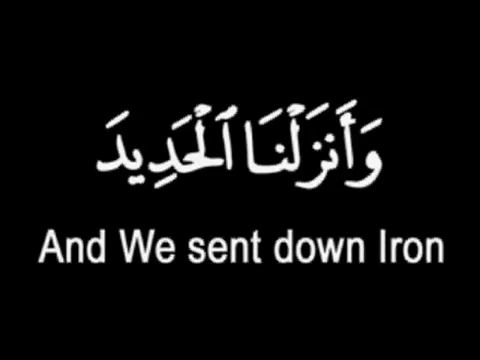 وَأَنزَلْنَا ٱلْحَدِيدَ
And We sent down Iron